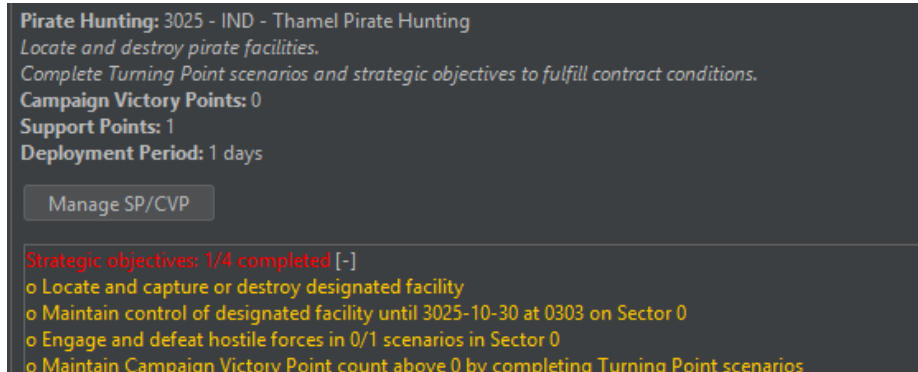 Pirate Hunting: 3025 - IND - Thamel Pirate Hunting
Locate and destroy pirate facilities.
Complete Turning Point scenarios and strategic objectives to fulfill contract conditions.
Campaign Victory Points: 0
Support Points: 1
Deployment Period: 1 days
Manage SP/CVP
Strategic objectives: 1/4 completed [-]
o Locate and capture or destroy designated facility
o Maintain control of designated facility until 3025-10-30 at 0303 on Sector 0
o Engage and defeat hostile forces in 0/1 scenarios in Sector 0
o Maintain Campaign Victory Point count above 0 by completing Turning Point scenarios